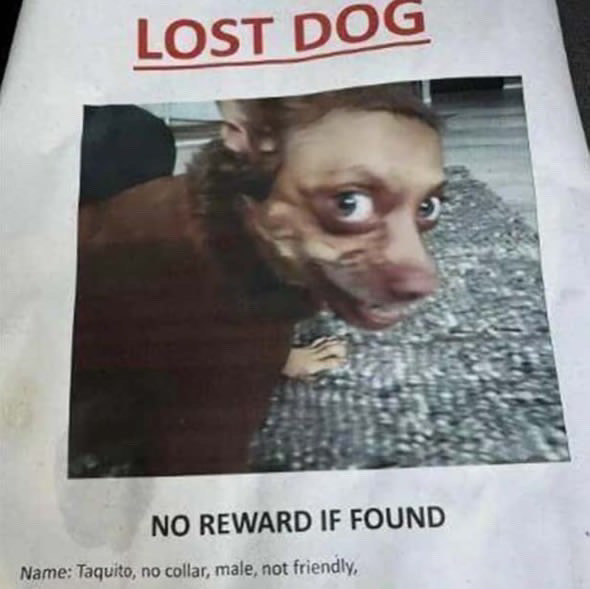 LOST DOG
NO REWARD IF FOUND
Name: Taquito, no collar, male, not friendly,